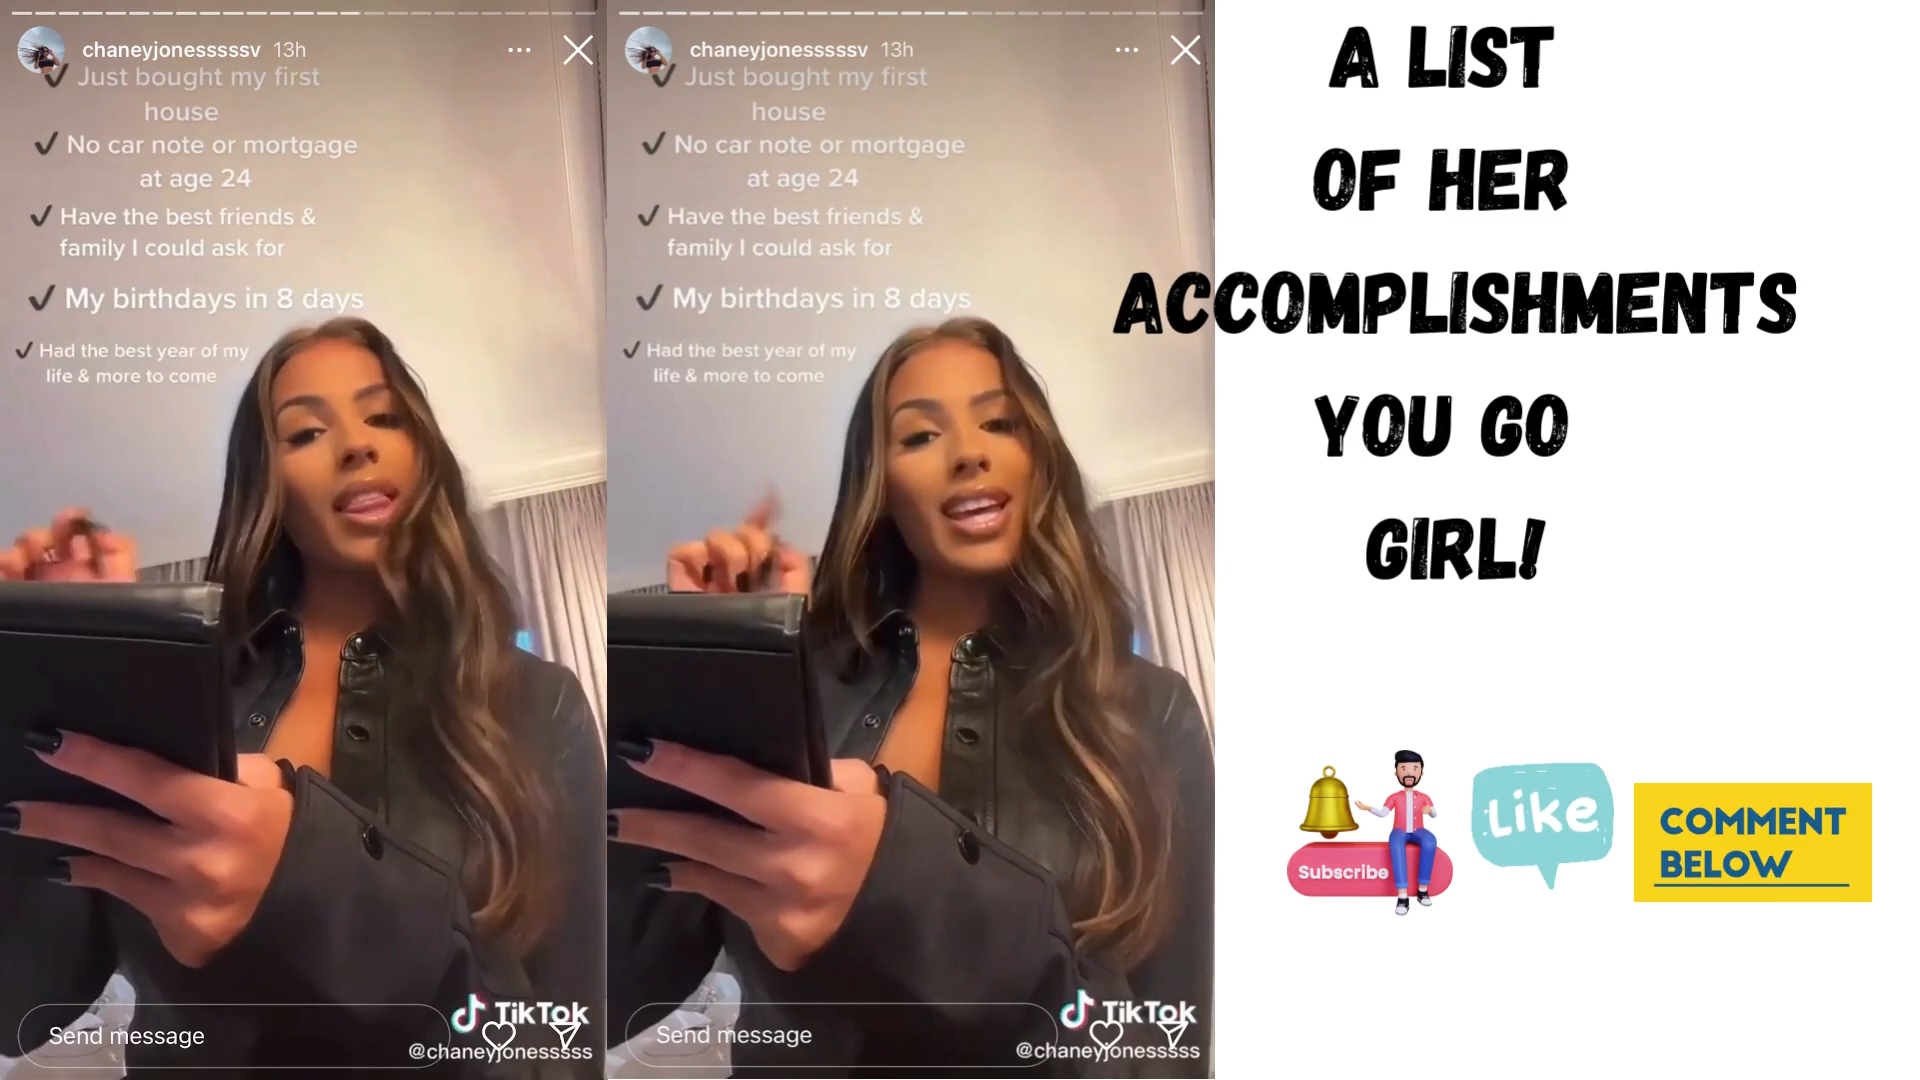 chaneyjonesssssv 13h
✔ Just bought my first
house
✔ No car note or mortgage
at age 24
✔ Have the best friends &
family I could ask for
✔ My birthdays in 8 days
✔ Had the best year of my
life & more to come
Send message
TikTok
@chaneyjonesssss
chaneyjonesssssv 13h
✔ Just bought my first
house
✔ No car note or mortgage
at age 24
✔ Have the best friends &
family I could ask for
✔ My birthdays in 8 days
✔ Had the best year of my
life & more to come
Send message
TikTok
@chaneyjonesssss
A LIST
OF HER
ACCOMPLISHMENTS
YOU GO
GIRL!
Subscribe
Like
COMMENT
BELOW